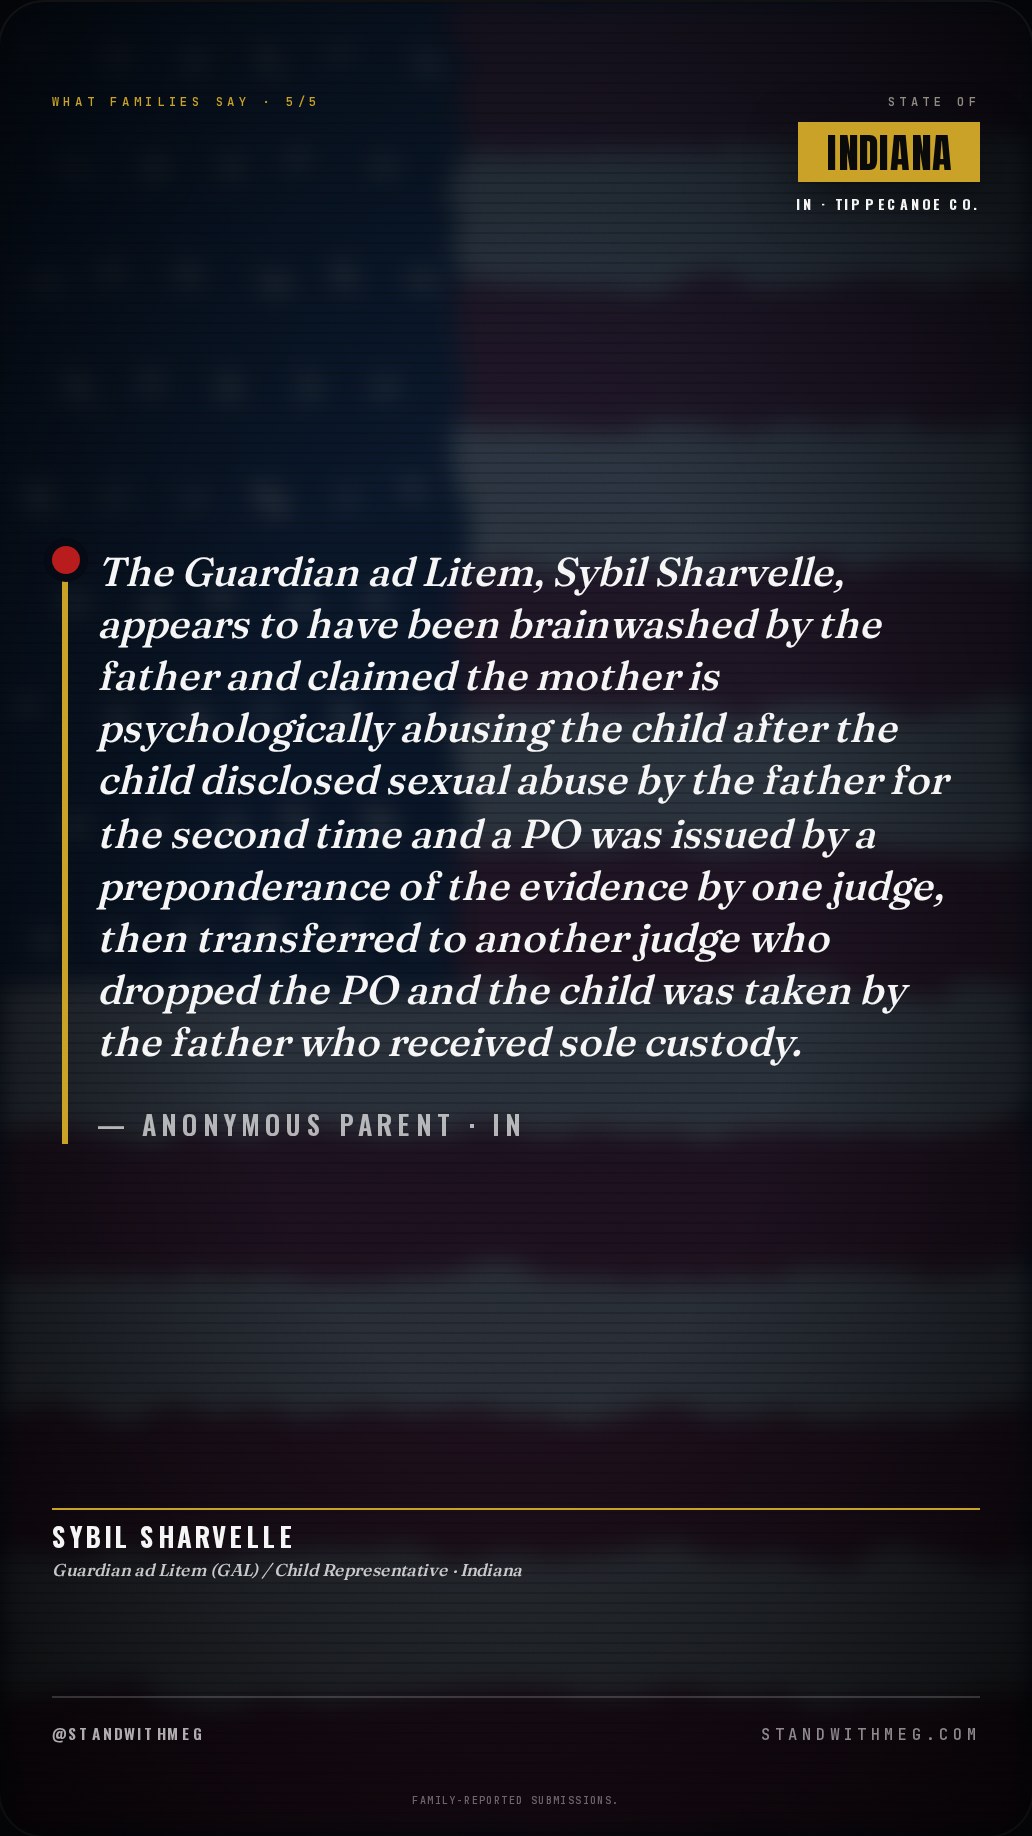 WHAT FAMILIES SAY · 5/5
STATE OF
INDIANA
IN · TIPPECANOE CO.
The Guardian ad Litem, Sybil Sharvelle,
appears to have been brainwashed by the
father and claimed the mother is
psychologically abusing the child after the
child disclosed sexual abuse by the father for
the second time and a PO was issued by a
preponderance of the evidence by one judge,
then transferred to another judge who
dropped the PO and the child was taken by
the father who received sole custody.
— ANONYMOUS PARENT · IN
SYBIL SHARVELLE
Guardian ad Litem (GAL) / Child Representative · Indiana
@STANDWITHMEG
STANDWITHMEG.COM
FAMILY-REPORTED SUBMISSIONS.